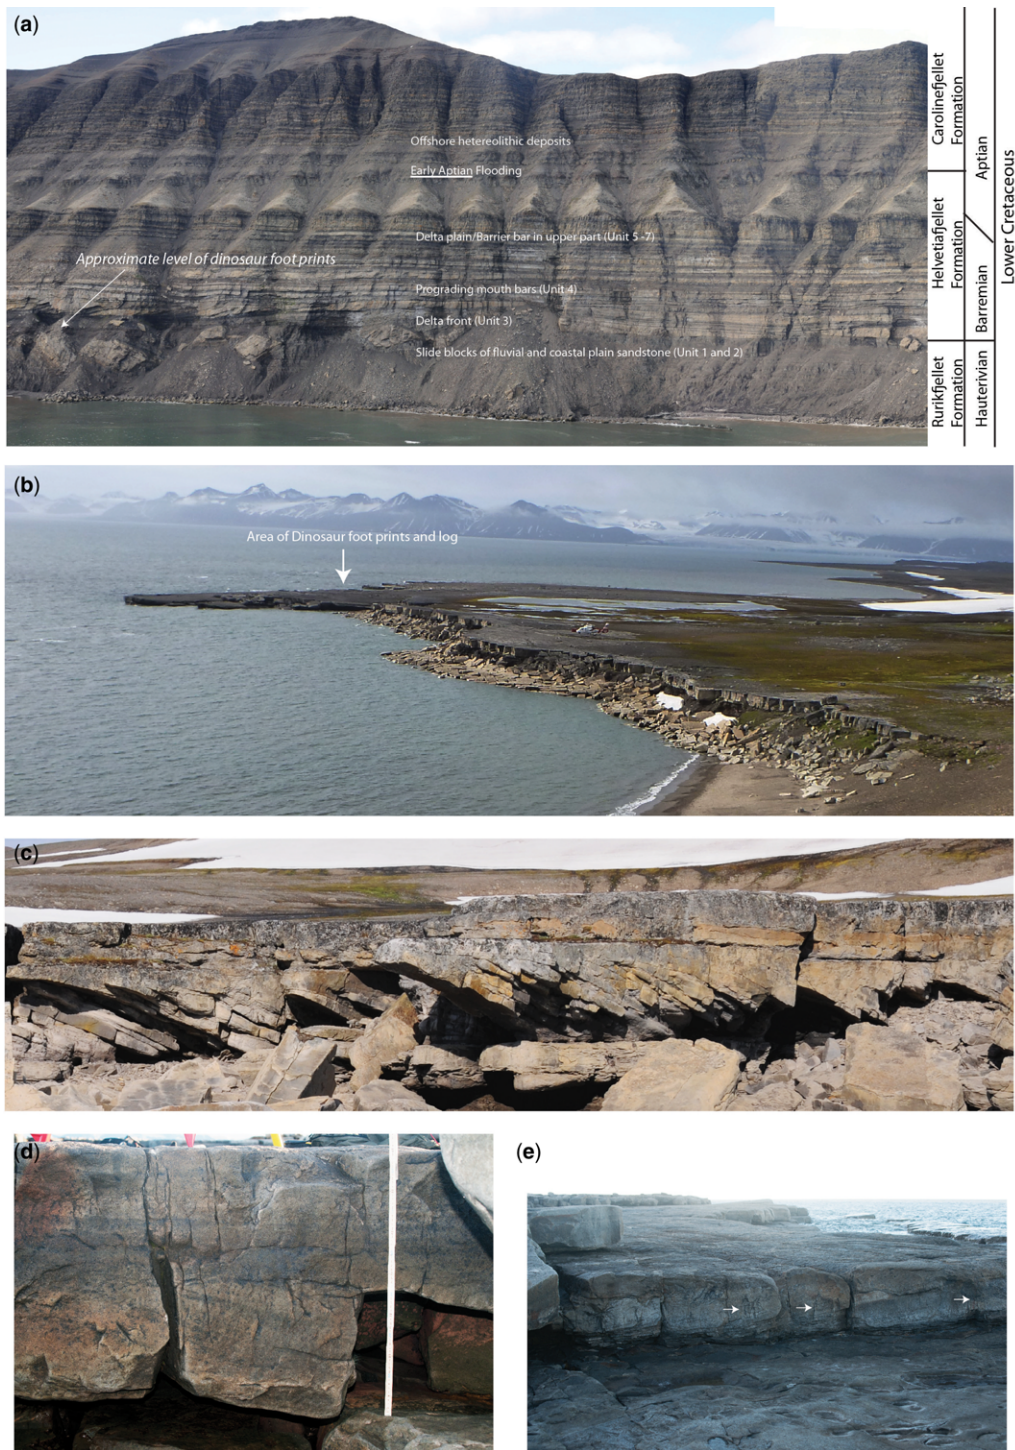 (a)
Offshore hetereolithic deposits
Early Aptian Flooding
Delta plain/Barrier bar in upper part (Unit 5 -7)
Approximate level of dinosaur foot prints
Prograding mouth bars (Unit 4)
Delta front (Unit 3)
Slide blocks of fluvial and coastal plain sandstone (Unit 1 and 2)
Carolinefjellet
Formation
Helvetiafjellet
Formation
Rurikfjellet
Formation
Aptian
Barremian
Hauterivian
Lower Cretaceous
(b)
Area of Dinosaur foot prints and log
(c)
(d)
(e)